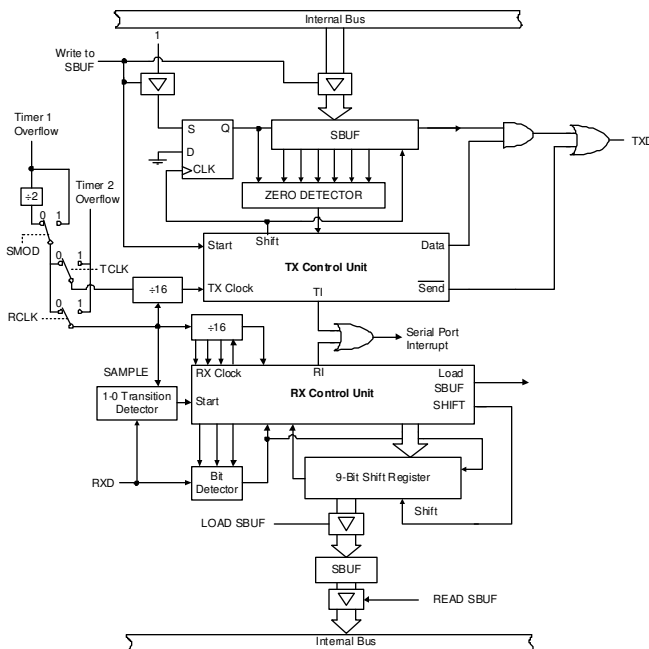 Internal Bus
1
Write to
SBUF
Timer 1
Overflow
S
Q
D
CLK
SBUF
TXD
Timer 2
Overflow
÷2
ZERO DETECTOR
0
1
SMOD
Shift
Start
Data
TX Control Unit
0
1
TCLK
÷16
TX Clock
TI
Send
RCLK
0
1
÷16
Serial Port
Interrupt
SAMPLE
RX Clock
RI
Load
SBUF
1-0 Transition
Detector
Start
RX Control Unit
SHIFT
RXD
Bit
Detector
9-Bit Shift Register
Shift
LOAD SBUF
SBUF
READ SBUF
Internal Bus